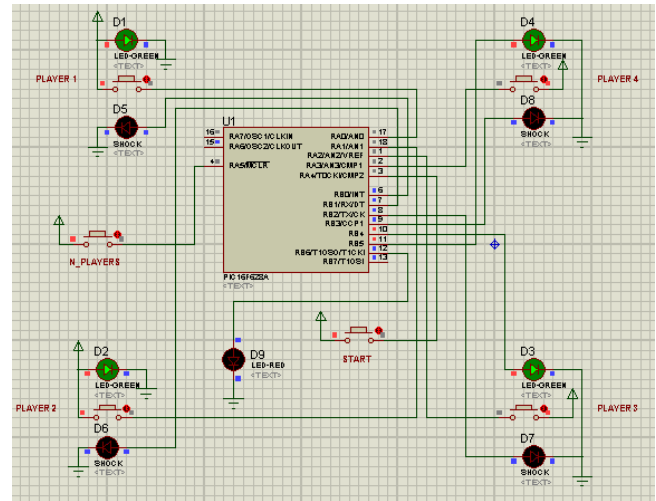 D1
LED-GREEN
<TEXT>
PLAYER 1
D5
SHOCK
<TEXT>
D4
LED-GREEN
<TEXT>
PLAYER 4
D8
SHOCK
<TEXT>
U1
16 RA7/OSC1/CLKIN RA0/AN0 17
15 RA6/OSC2/CLKOUT RA1/AN1 18
RA2/AN2/VREF 1
4 RA5/MCLR RA3/AN3/CMP1 2
RA4/T0CKI/CMP2 3
RB0/INT 6
RB1/RX/DT 7
RB2/TX/CK 8
RB3/CCP1 9
RB4 10
RB5 11
RB6/T1OSO/T1CKI 12
RB7/T1OSI 13
PIC16F628A
<TEXT>
N_PLAYERS
START
D9
LED-RED
<TEXT>
D2
LED-GREEN
<TEXT>
PLAYER 2
D6
SHOCK
<TEXT>
D3
LED-GREEN
<TEXT>
PLAYER 3
D7
SHOCK
<TEXT>